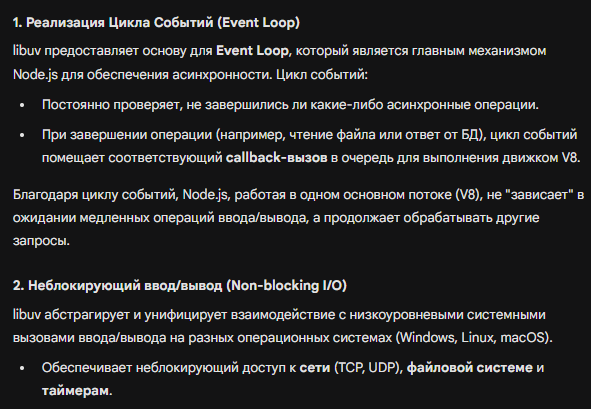 1. Реализация Цикла Событий (Event Loop)
libuv предоставляет основу для Event Loop, который является главным механизмом
Node.js для обеспечения асинхронности. Цикл событий:
• Постоянно проверяет, не завершились ли какие-либо асинхронные операции.
• При завершении операции (например, чтение файла или ответ от БД), цикл событий
помещает соответствующий callback-вызов в очередь для выполнения движком V8.
Благодаря циклу событий, Node.js, работая в одном основном потоке (V8), не "зависает" в
ожидании медленных операций ввода/вывода, а продолжает обрабатывать другие
запросы.
2. Неблокирующий ввод/вывод (Non-blocking I/O)
libuv абстрагирует и унифицирует взаимодействие с низкоуровневыми системными
вызовами ввода/вывода на разных операционных системах (Windows, Linux, macOS).
• Обеспечивает неблокирующий доступ к сети (TCP, UDP), файловой системе и
таймерам.